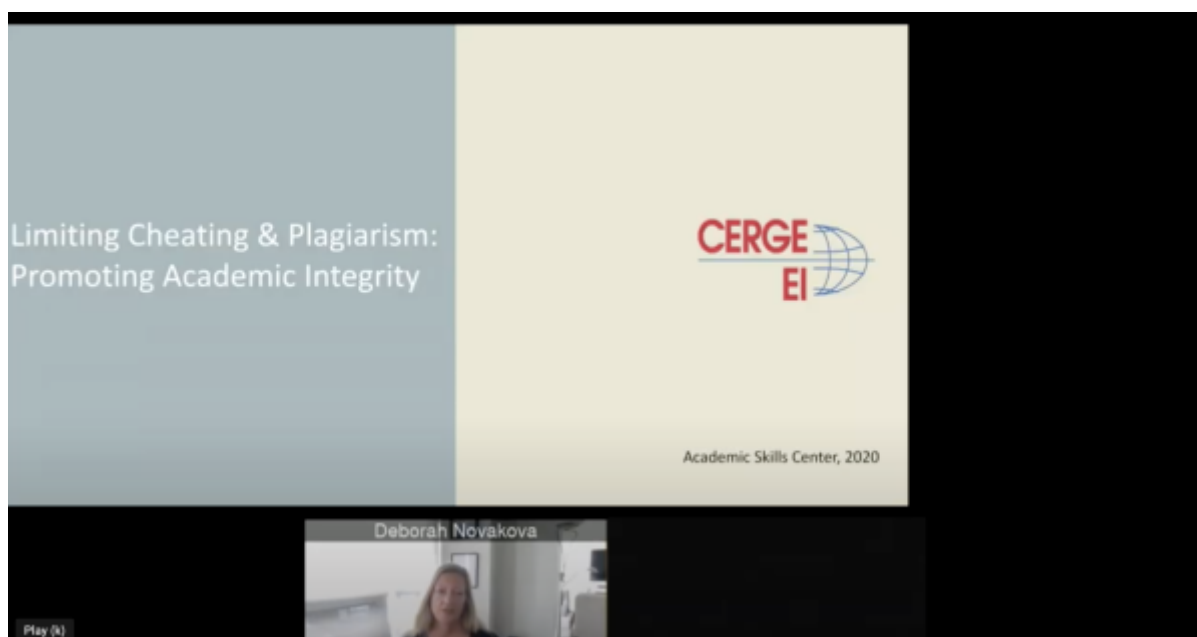 Limiting Cheating & Plagiarism:
Promoting Academic Integrity
CERGE
EI
Academic Skills Center, 2020
Deborah Novakova
Play (k)